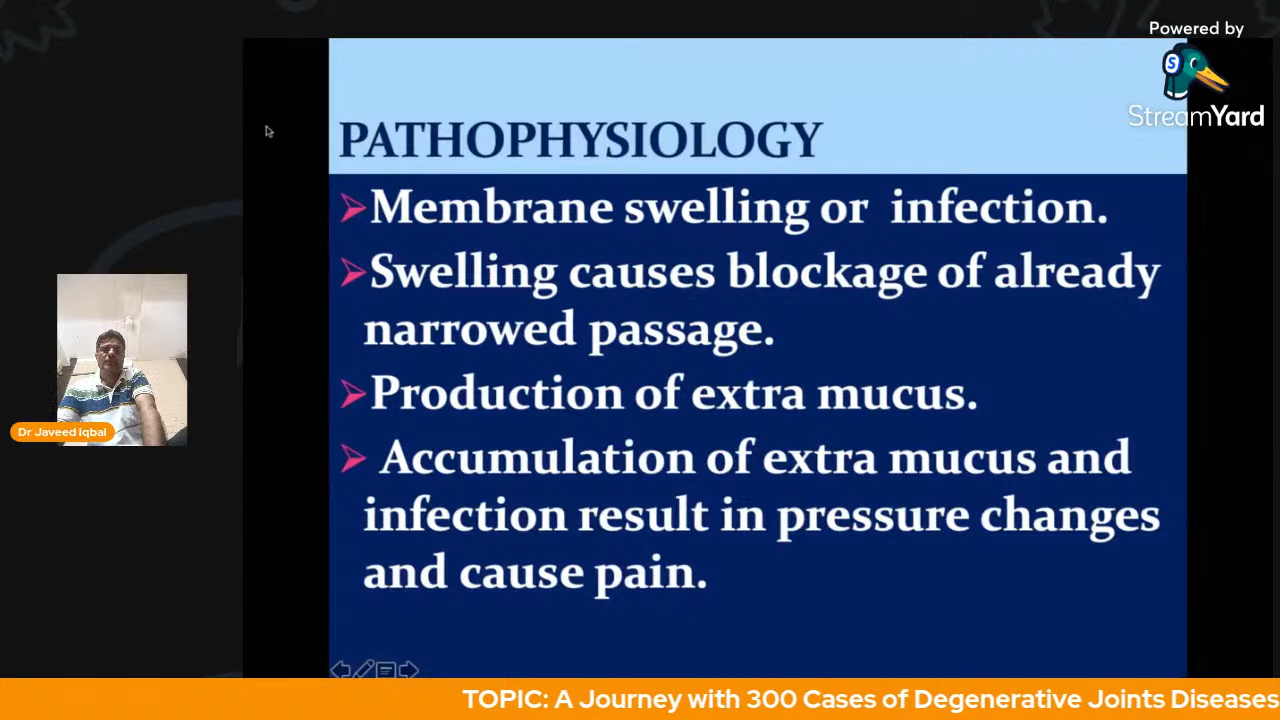 Powered by
StreamYard
PATHOPHYSIOLOGY
➢Membrane swelling or  infection.
➢Swelling causes blockage of already
narrowed passage.
➢Production of extra mucus.
➢ Accumulation of extra mucus and
infection result in pressure changes
and cause pain.
Dr Javeed Iqbal
TOPIC: A Journey with 300 Cases of Degenerative Joints Diseases